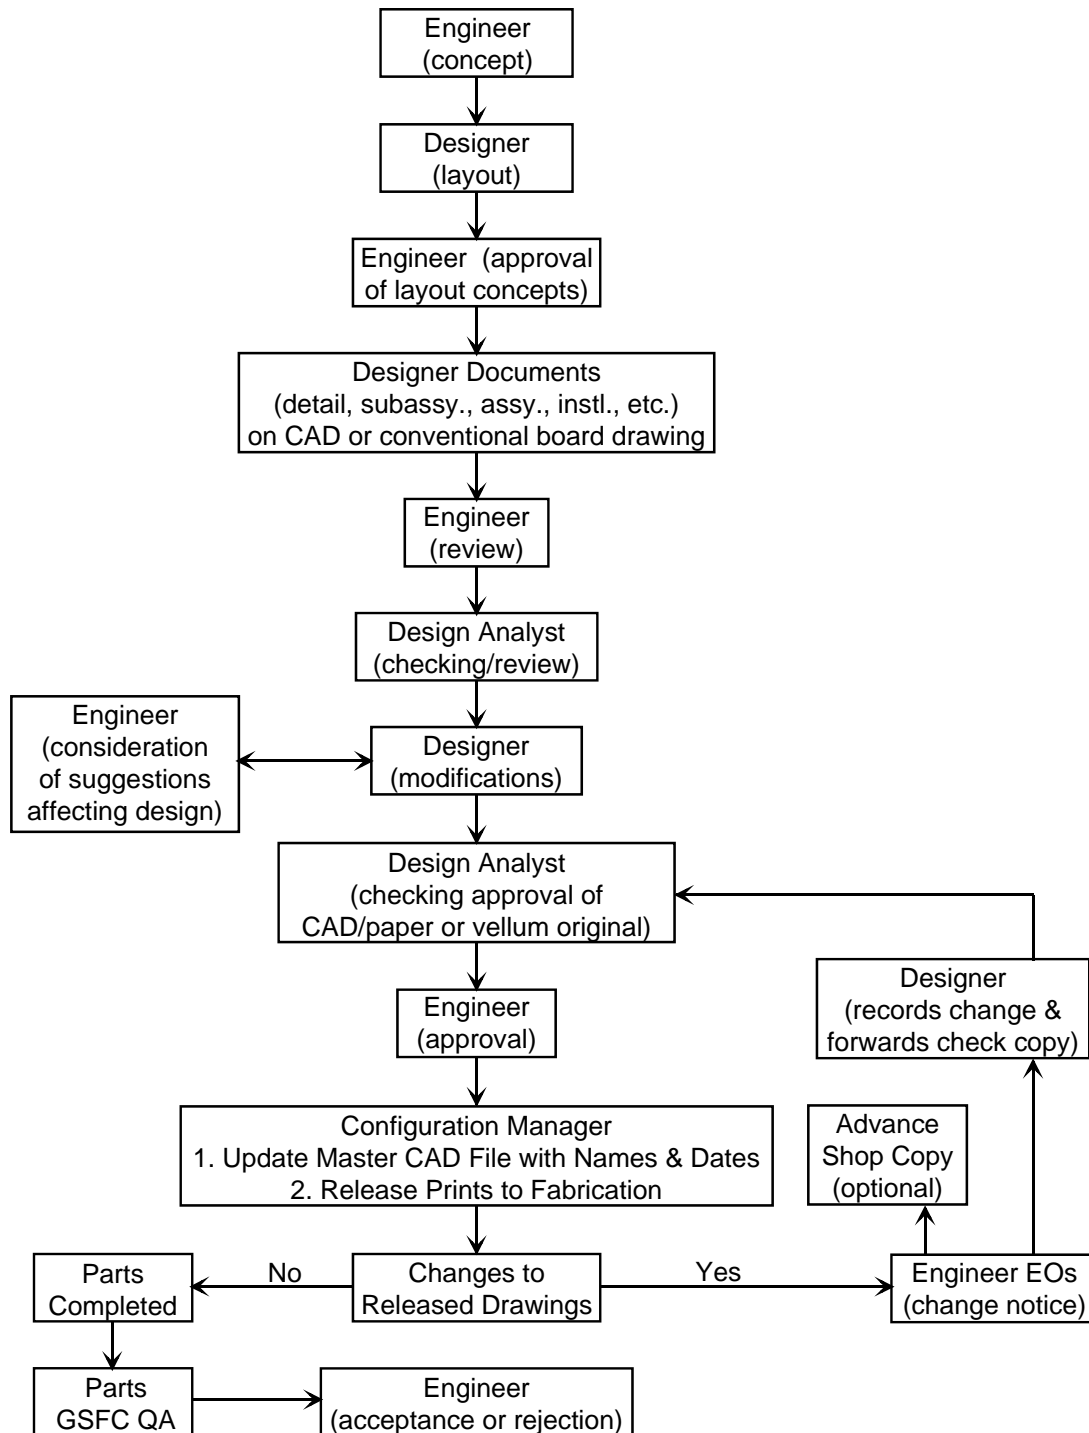 Engineer
(concept)
Designer
(layout)
Engineer (approval
of layout concepts)
Designer Documents
(detail, subassy., assy., instl., etc.)
on CAD or conventional board drawing
Engineer
(review)
Design Analyst
(checking/review)
Engineer
(consideration
of suggestions
affecting design)
Designer
(modifications)
Design Analyst
(checking approval of
CAD/paper or vellum original)
Designer
(records change &
forwards check copy)
Engineer
(approval)
Configuration Manager
1. Update Master CAD File with Names & Dates
2. Release Prints to Fabrication
Advance
Shop Copy
(optional)
Parts
Completed
No
Changes to
Released Drawings
Yes
Engineer EOs
(change notice)
Parts
GSFC QA
Engineer
(acceptance or rejection)